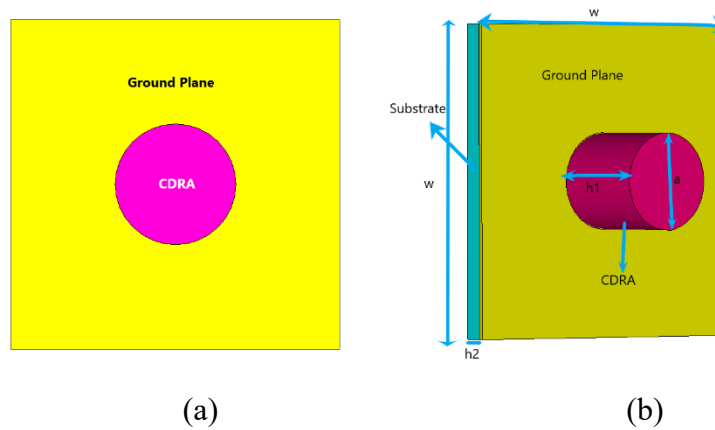 Ground Plane
CDRA
(a)
w
Ground Plane
Substrate
w
h1
a
CDRA
h2
(b)